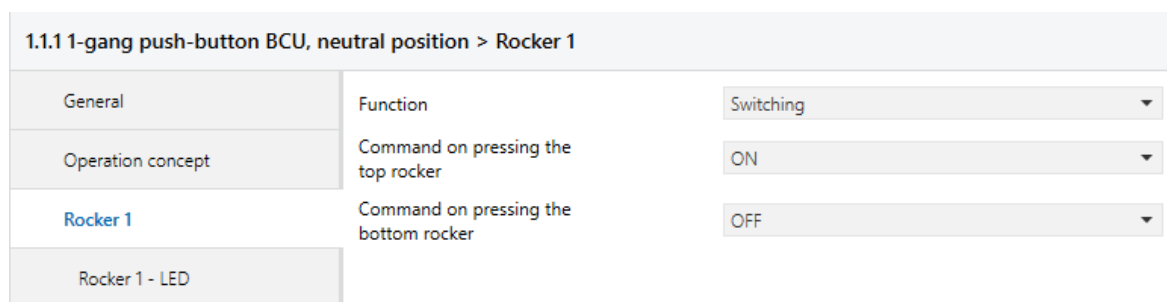 1.1.1 1-gang push-button BCU, neutral position > Rocker 1
General
Function
Switching
Operation concept
Command on pressing the
top rocker
ON
Rocker 1
Command on pressing the
bottom rocker
OFF
Rocker 1 - LED